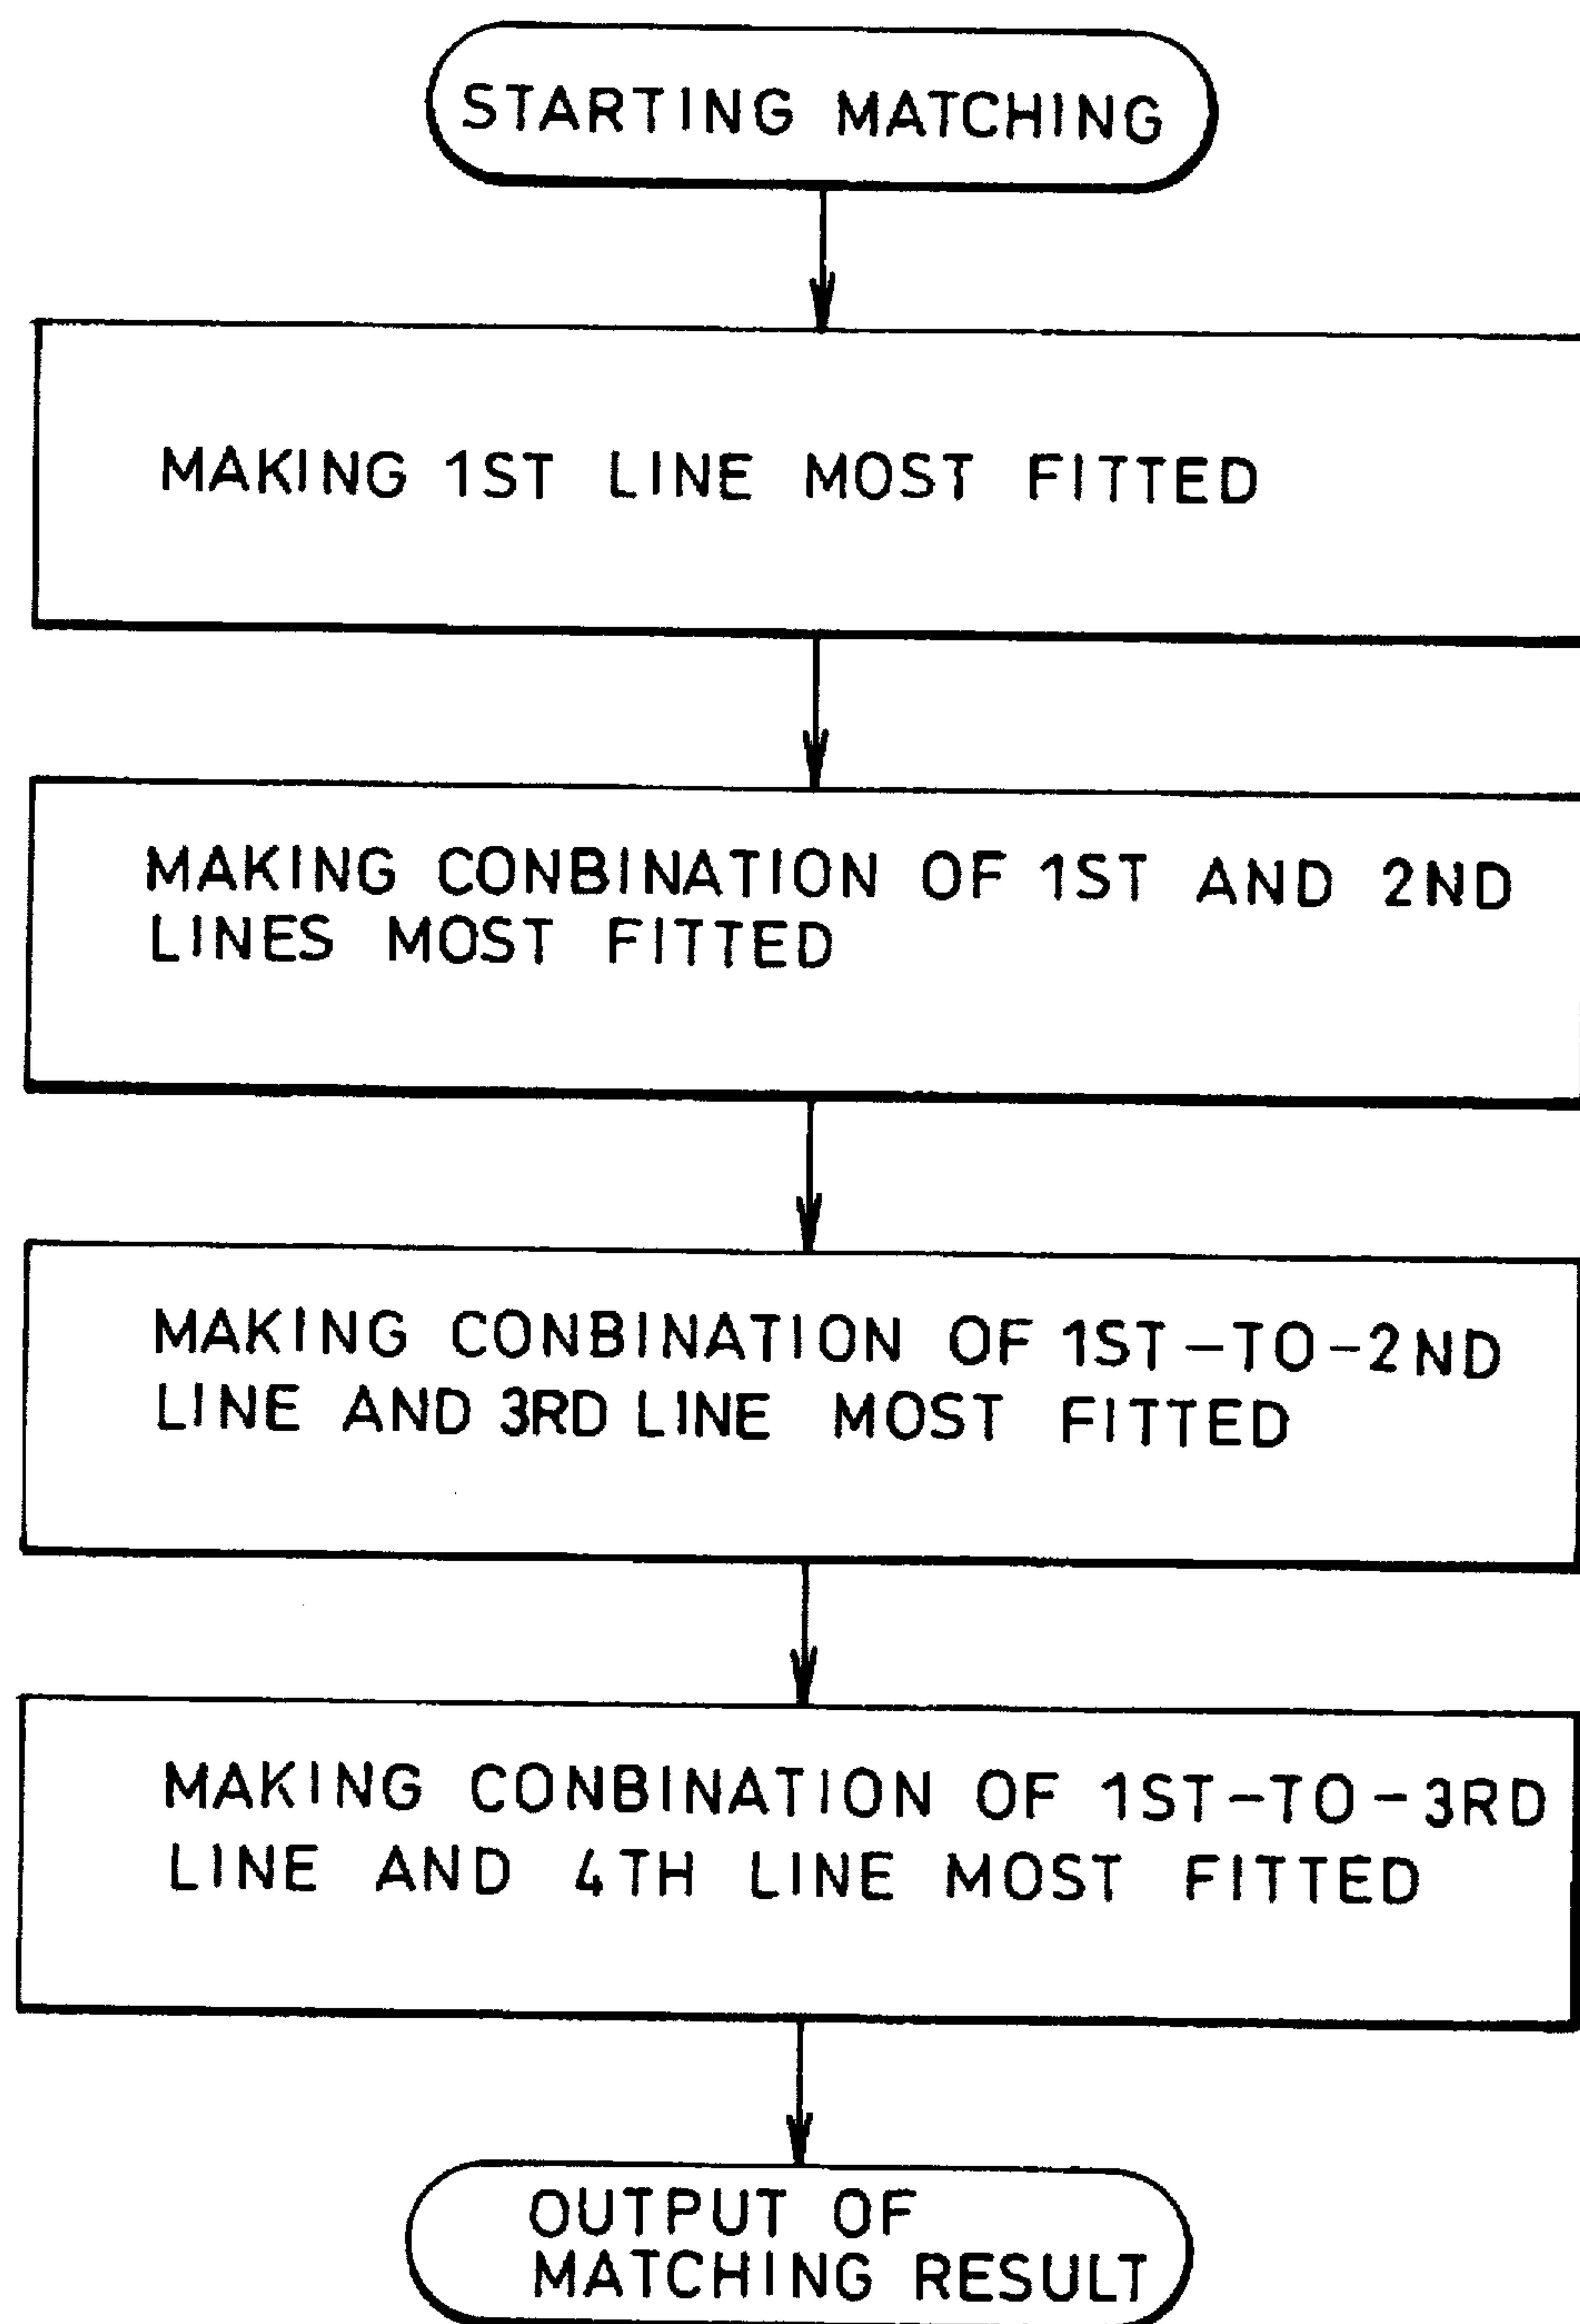 STARTING MATCHING
MAKING 1ST LINE MOST FITTED
MAKING CONBINATION OF 1ST AND 2ND
LINES MOST FITTED
MAKING CONBINATION OF 1ST-TO-2ND
LINE AND 3RD LINE MOST FITTED
MAKING CONBINATION OF 1ST-TO-3RD
LINE AND 4TH LINE MOST FITTED
OUTPUT OF
MATCHING RESULT